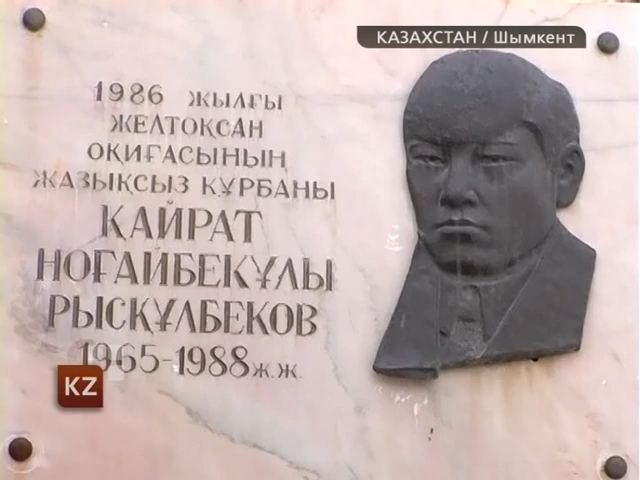 КАЗАХСТАН / Шымкент
1986 ЖЫЛҒЫ
ЖЕЛТОҚСАН
ОҚИҒАСЫНЫҢ
ЖАЗЫҚСЫЗ ҚҰРБАНЫ
ҚАЙРАТ
НОҒАЙБЕКҰЛЫ
РЫСҚҰЛБЕКОВ
1965-1988 Ж.Ж.
KZ